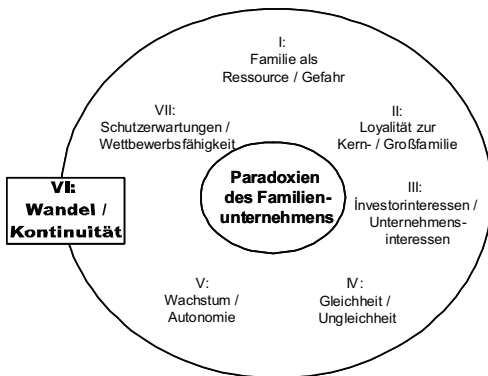 I:
Familie als
Ressource / Gefahr
II:
Loyalität zur
Kern- / Großfamilie
III:
Ínvestorinteressen /
Unternehmens-
interessen
IV:
Gleichheit /
Ungleichheit
V:
Wachstum /
Autonomie
VI:
Wandel /
Kontinuität
VII:
Schutzerwartungen /
Wettbewerbsfähigkeit
Paradoxien
des Familien-
unternehmens